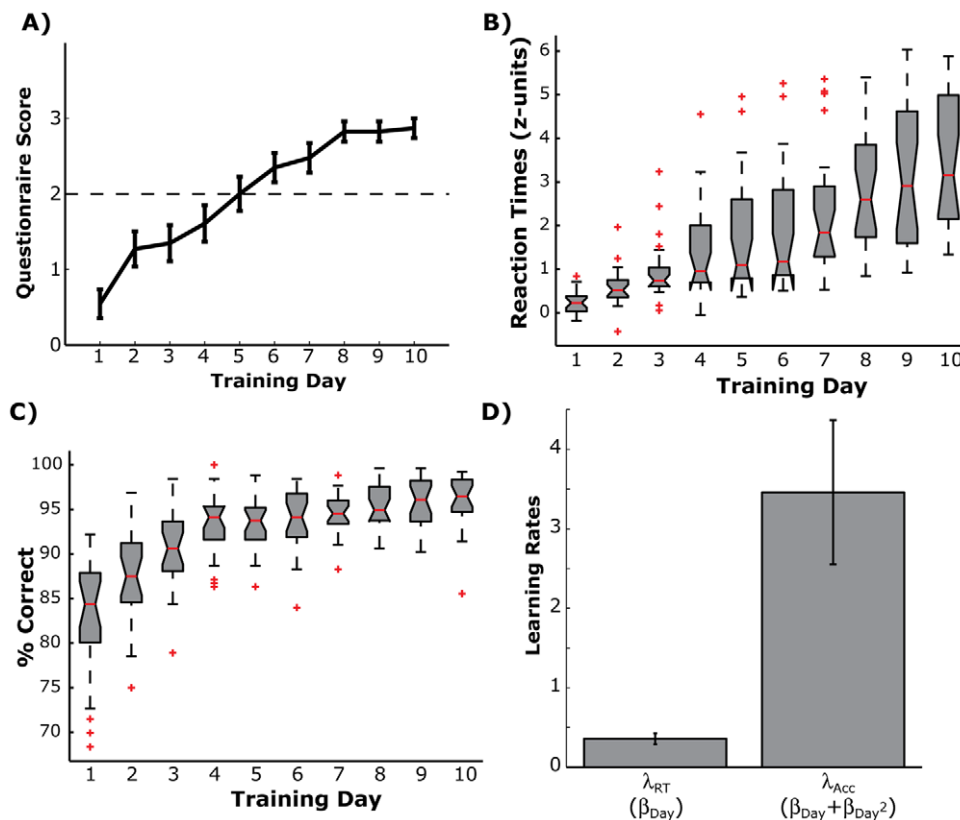 A)
Questionraire Score
3
2
1
0
1 2 3 4 5 6 7 8 9 10
Training Day
B)
Reaction Times (z-units)
6
5
4
3
2
1
0
1 2 3 4 5 6 7 8 9 10
Training Day
C)
% Correct
100
95
90
85
80
75
70
1 2 3 4 5 6 7 8 9 10
Training Day
D)
Learning Rates
4
3
2
1
0
λRT
(βDay)
λAcc
(βDay+βDay²)